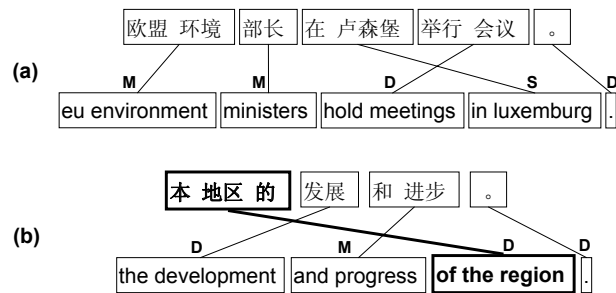 欧盟 环境 部长 在 卢森堡 举行 会议 。
(a)
M M D S D
eu environment ministers hold meetings in luxemburg .
本 地区 的 发展 和 进步 。
(b)
D M D D
the development and progress of the region .